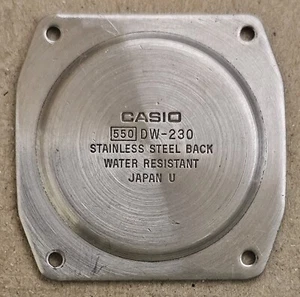 CASIO
550 DW-230
STAINLESS STEEL BACK
WATER RESISTANT
JAPAN U